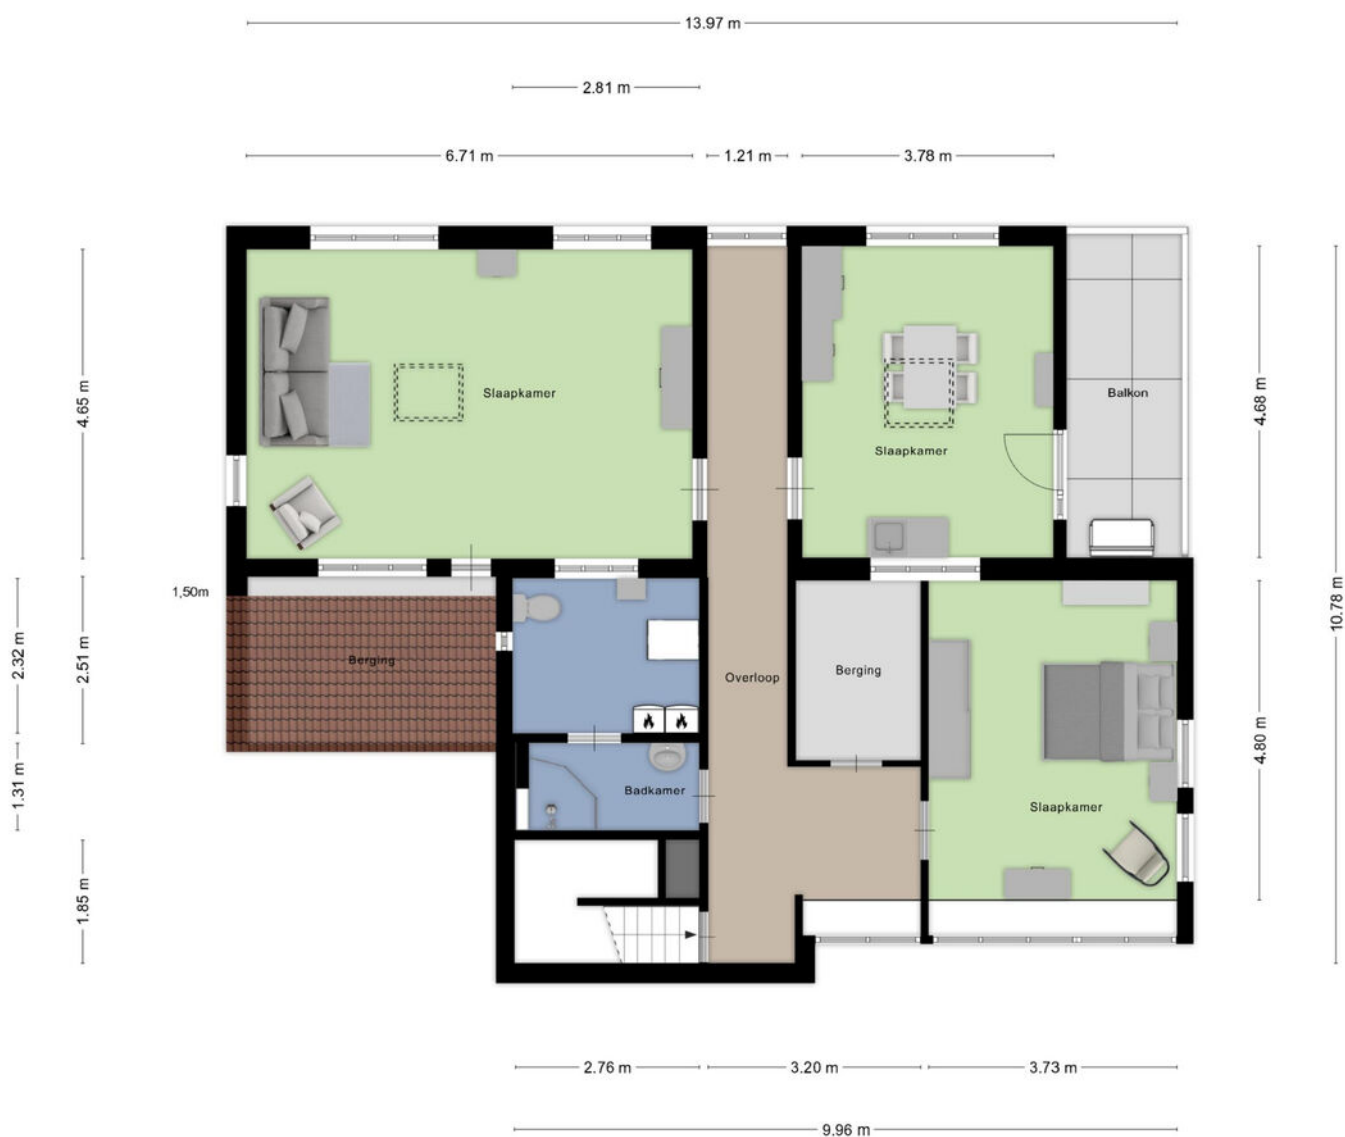 13.97 m
2.81 m
6.71 m
1.21 m
3.78 m
4.65 m
Slaapkamer
Slaapkamer
Balkon
4.68 m
10.78 m
1,50m
2.32 m
2.51 m
Berging
Overloop
Berging
4.80 m
1.31 m
Badkamer
Slaapkamer
1.85 m
2.76 m
3.20 m
3.73 m
9.96 m